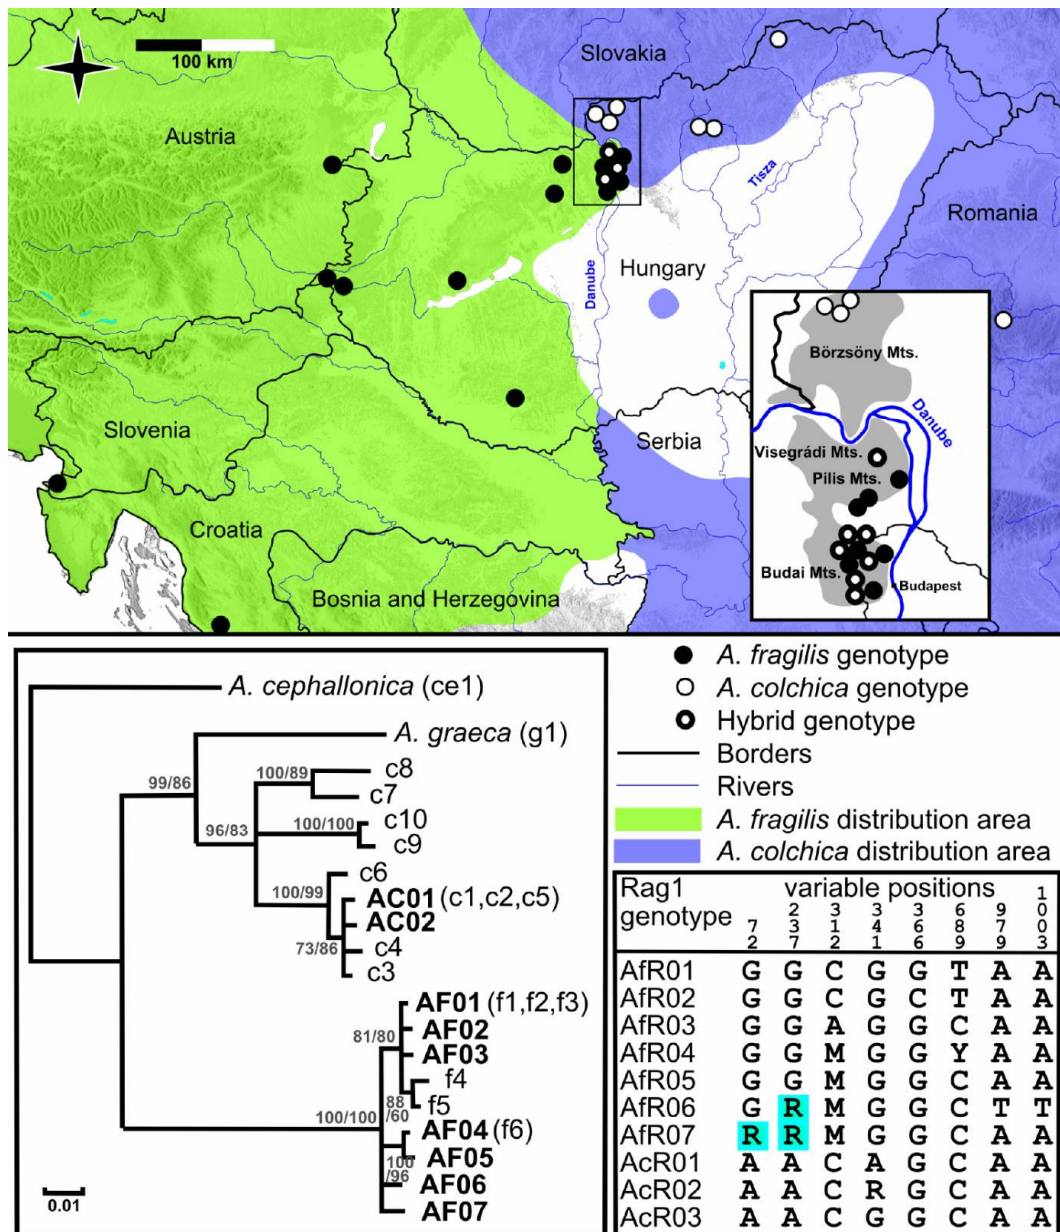 100 km
Slovakia
Austria
Tisza
Romania
Hungary
Danube
Börzsöny Mts.
Danube
Slovenia
Serbia
Visegrádi Mts.
Pilis Mts.
Croatia
Budai Mts.
Budapest
Bosnia and Herzegovina
A. cephallonica (ce1)
A. graeca (g1)
100/89
c8
c7
99/86
96/83
100/100
c10
c9
c6
100/99
AC01 (c1,c2,c5)
AC02
73/86
c4
c3
AF01 (f1,f2,f3)
81/80
AF02
AF03
f4
88
/60
f5
100/100
AF04 (f6)
100
/96
AF05
AF06
AF07
0.01
A. fragilis genotype
A. colchica genotype
Hybrid genotype
Borders
Rivers
A. fragilis distribution area
A. colchica distribution area
Rag1 variable positions
genotype 72 237 312 341 366 689 979 1003
AfR01 G G C G G T A A
AfR02 G G C G C T A A
AfR03 G G A G G C A A
AfR04 G G M G G Y A A
AfR05 G G M G G C A A
AfR06 G R M G G C T T
AfR07 R R M G G C A A
AcR01 A A C A G C A A
AcR02 A A C R G C A A
AcR03 A A C G G C A A